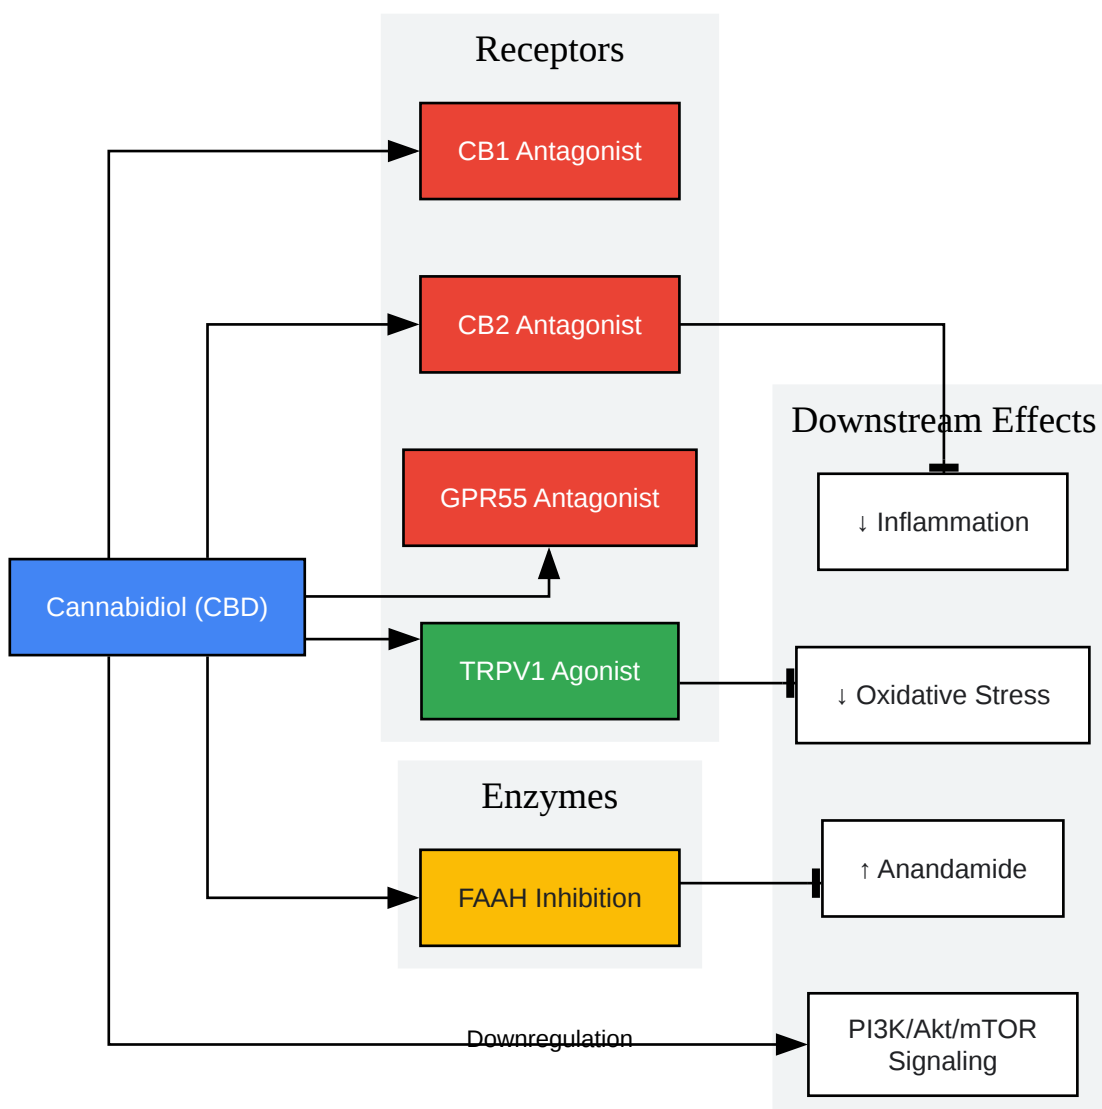 Receptors
CB1 Antagonist
CB2 Antagonist
Downstream Effects
GPR55 Antagonist
↓ Inflammation
Cannabidiol (CBD)
TRPV1 Agonist
↓ Oxidative Stress
Enzymes
↑ Anandamide
FAAH Inhibition
Downregulation
PI3K/Akt/mTOR
Signaling